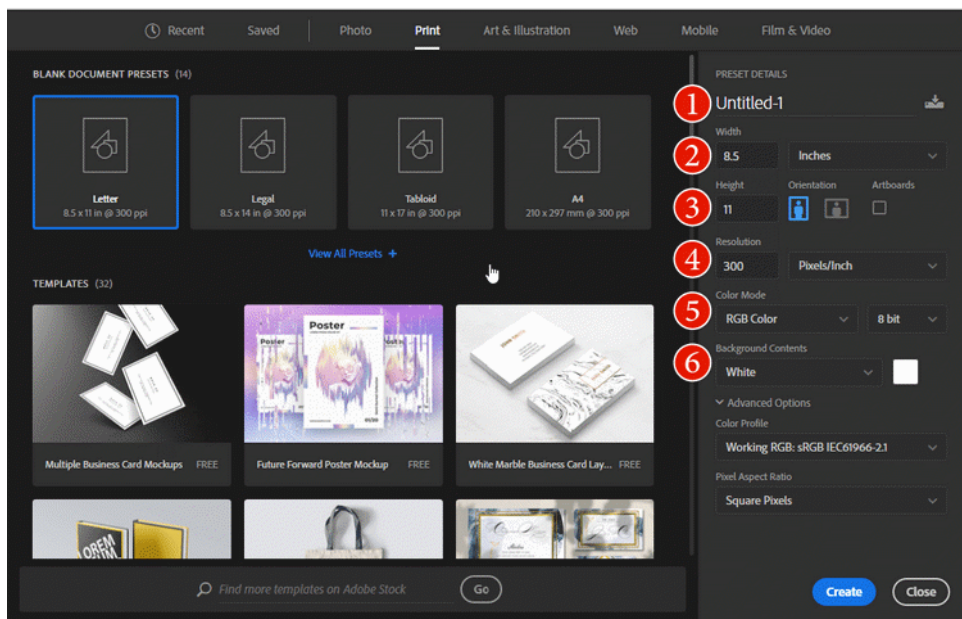 Recent Saved Photo Print Art & Illustration Web Mobile Film & Video
BLANK DOCUMENT PRESETS (14)
Letter
8.5 x 11 in @ 300 ppi
Legal
8.5 x 14 in @ 300 ppi
Tabloid
11 x 17 in @ 300 ppi
A4
210 x 297 mm @ 300 ppi
View All Presets +
TEMPLATES (32)
Poster
Multiple Business Card Mockups FREE
Future Forward Poster Mockup FREE
White Marble Business Card Lay... FREE
LOREM
Find more templates on Adobe Stock Go
PRESET DETAILS
1 Untitled-1
Width
2 8.5 Inches
Height Orientation Artboards
3 11
Resolution
4 300 Pixels/Inch
Color Mode
5 RGB Color 8 bit
Background Contents
6 White
Advanced Options
Color Profile
Working RGB: sRGB IEC61966-2.1
Pixel Aspect Ratio
Square Pixels
Create Close